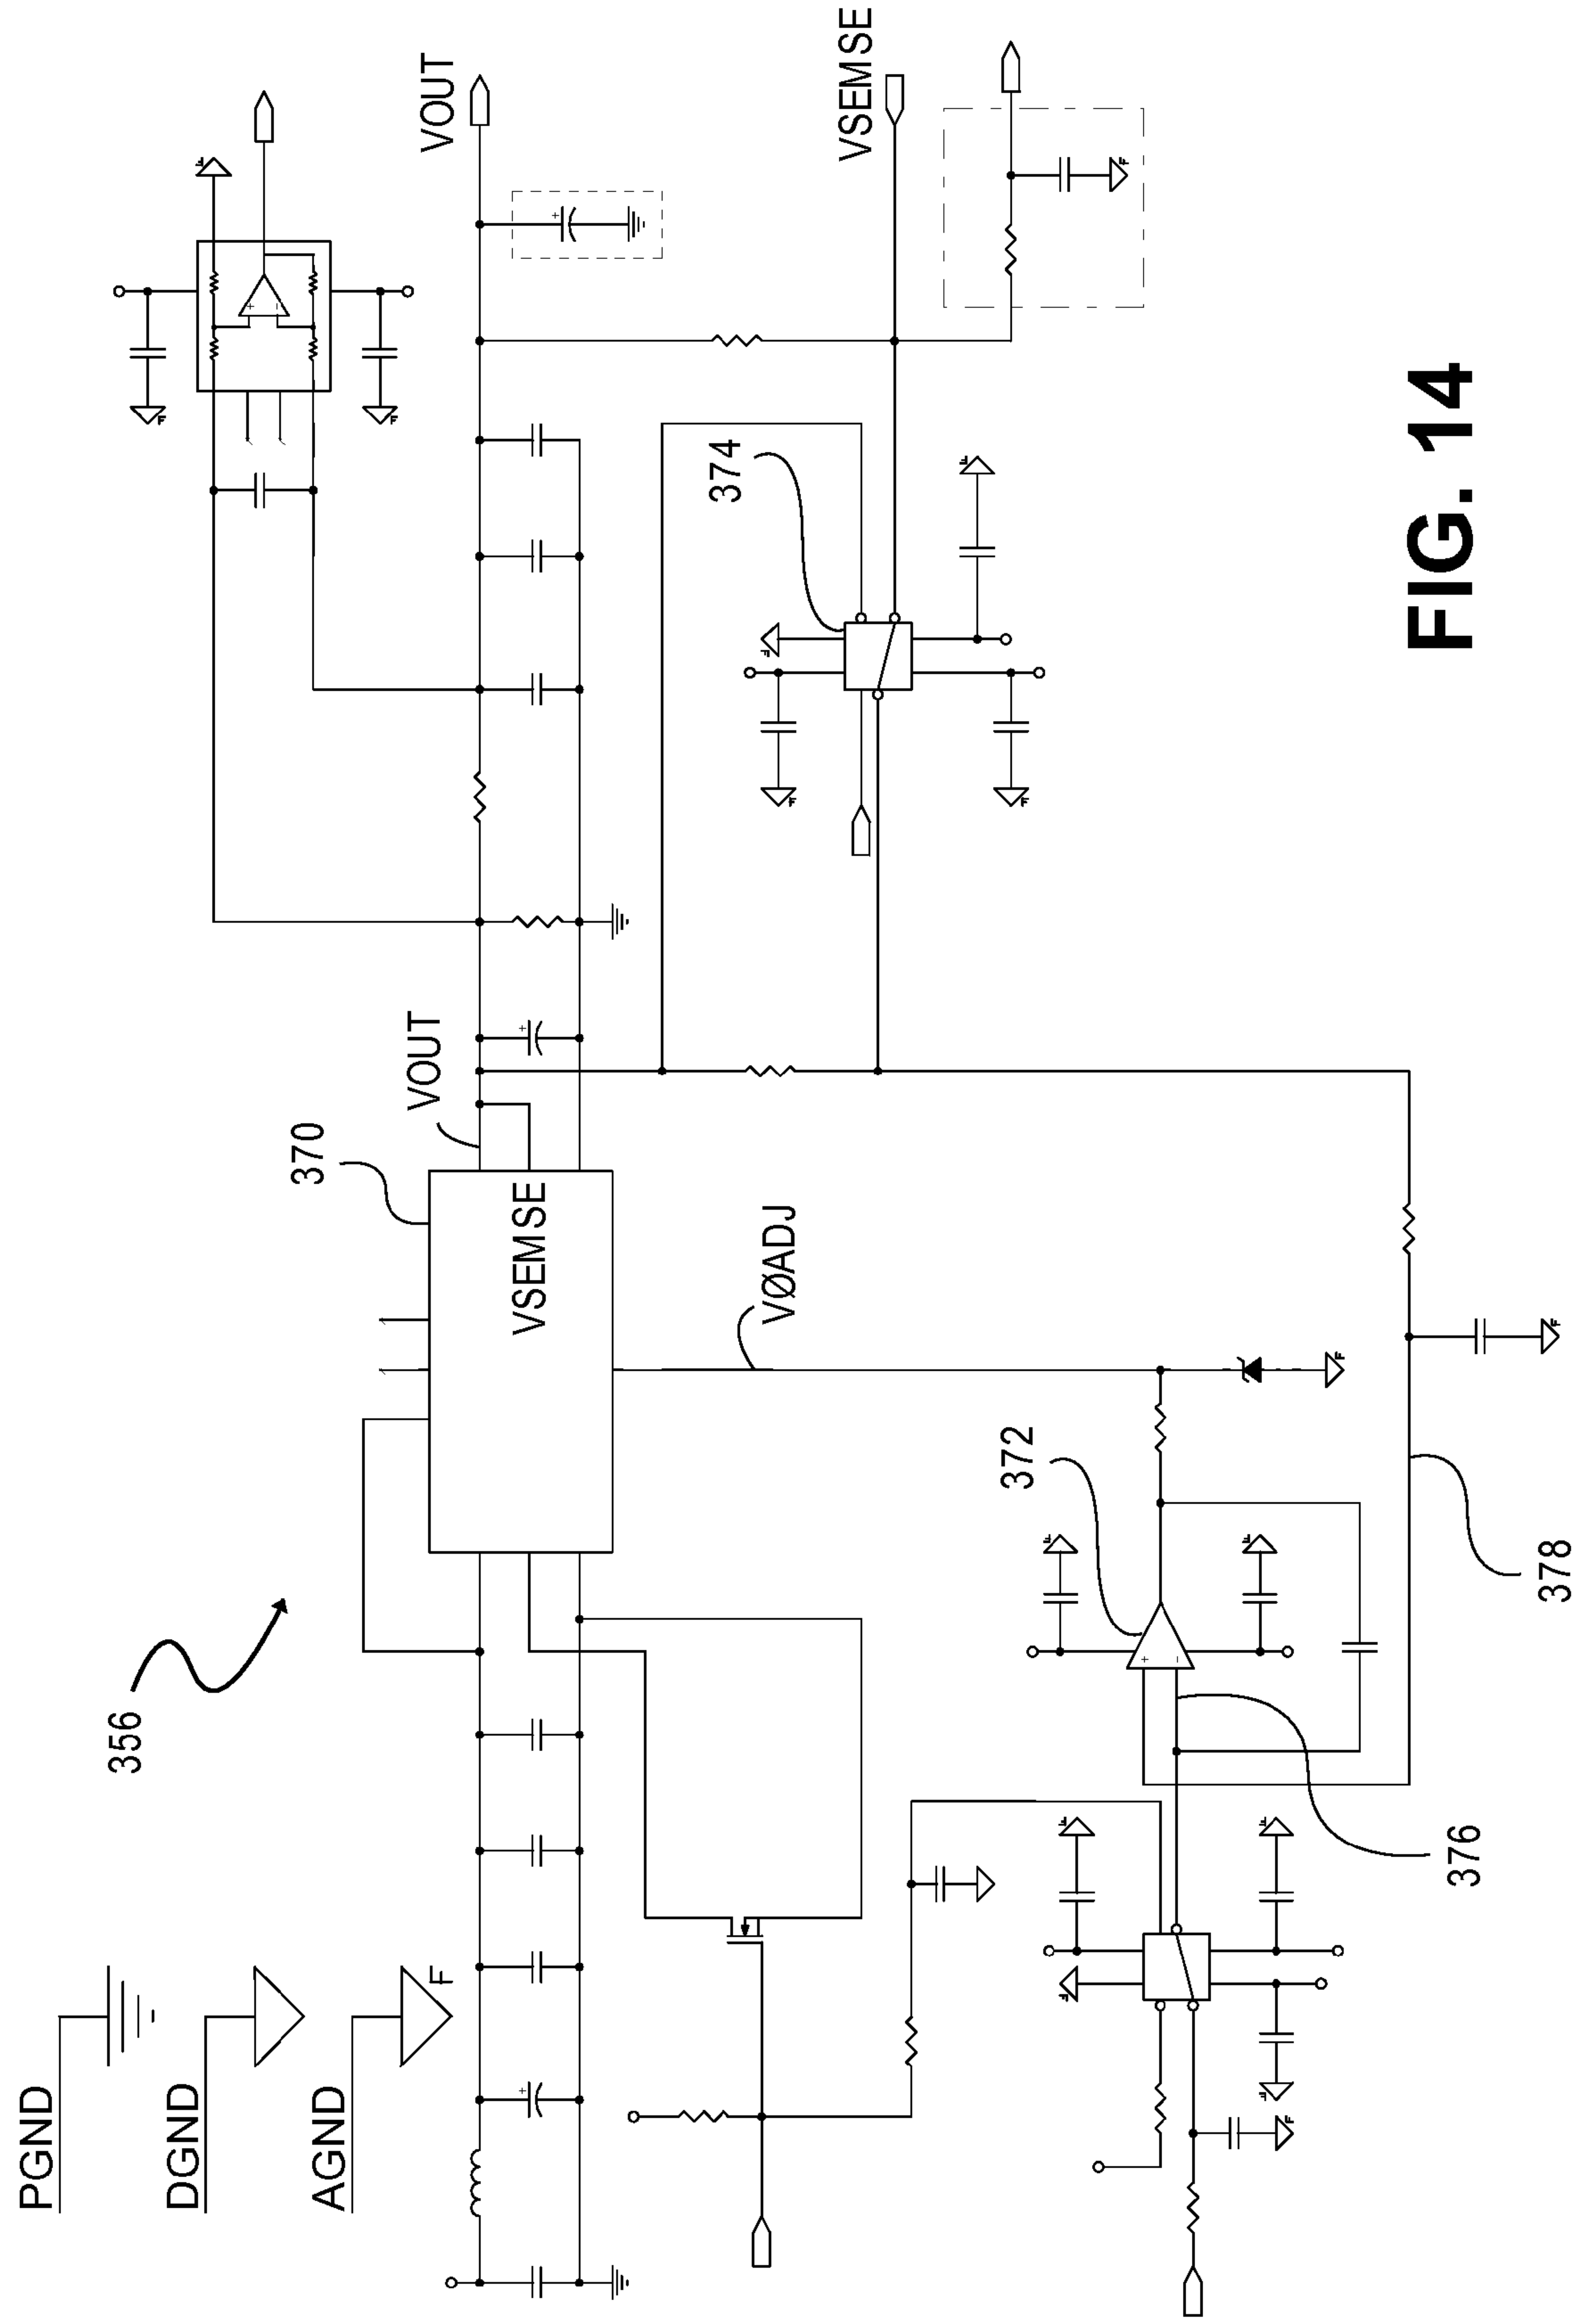 PGND
DGND
AGND
F
356
370
VOUT
VSEMSE
VØADJ
VOUT
VSEMSE
374
372
376
378
FIG. 14